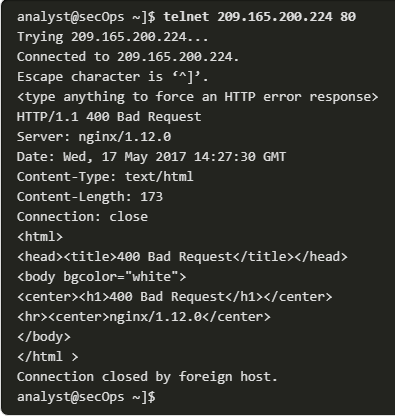 analyst@secOps ~]$ telnet 209.165.200.224 80
Trying 209.165.200.224...
Connected to 209.165.200.224.
Escape character is ‘^]’.
<type anything to force an HTTP error response>
HTTP/1.1 400 Bad Request
Server: nginx/1.12.0
Date: Wed, 17 May 2017 14:27:30 GMT
Content-Type: text/html
Content-Length: 173
Connection: close
<html>
<head><title>400 Bad Request</title></head>
<body bgcolor="white">
<center><h1>400 Bad Request</h1></center>
<hr><center>nginx/1.12.0</center>
</body>
</html >
Connection closed by foreign host.
analyst@secOps ~]$